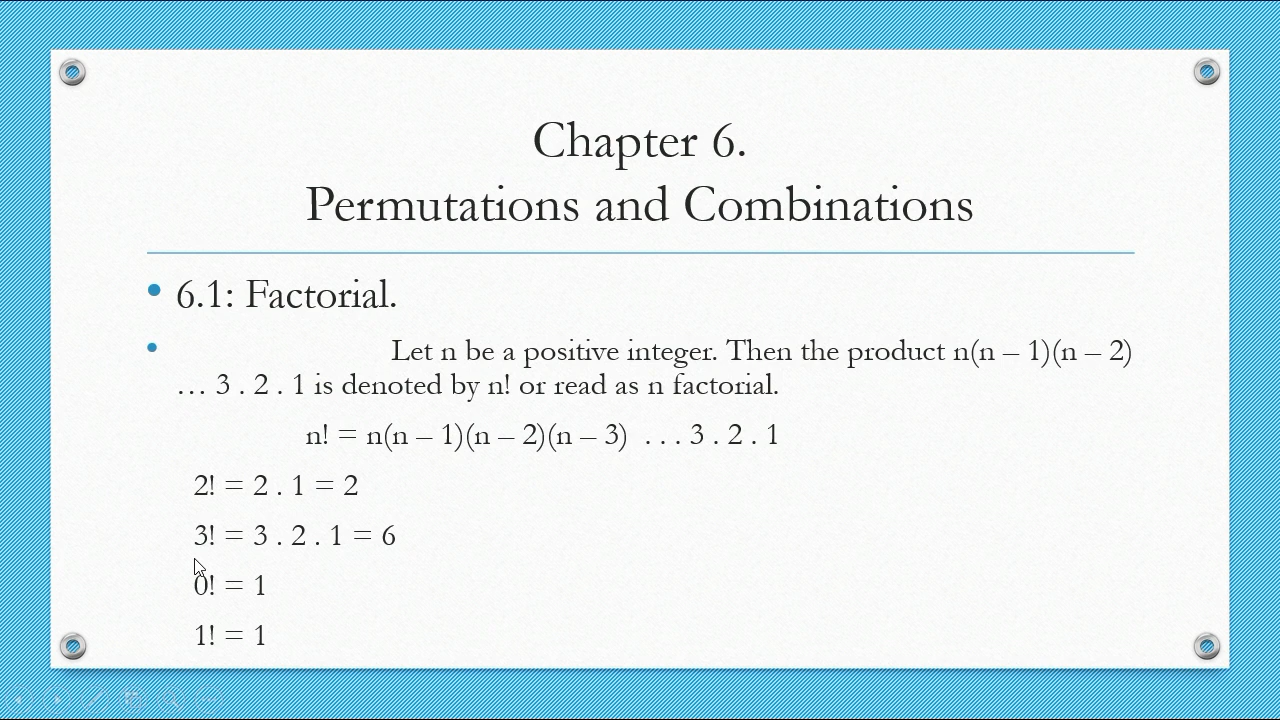 Chapter 6.
Permutations and Combinations
• 6.1: Factorial.
• Let n be a positive integer. Then the product n(n – 1)(n – 2)
… 3 . 2 . 1 is denoted by n! or read as n factorial.
n! = n(n – 1)(n – 2)(n – 3) . . . 3 . 2 . 1
2! = 2 . 1 = 2
3! = 3 . 2 . 1 = 6
0! = 1
1! = 1